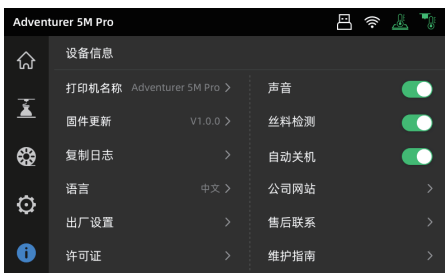 Adventurer 5M Pro
设备信息
打印机名称 Adventurer 5M Pro >
声音
固件更新 V1.0.0 >
丝料检测
复制日志 >
自动关机
语言 中文 >
公司网站 >
出厂设置 >
售后联系 >
许可证 >
维护指南 >